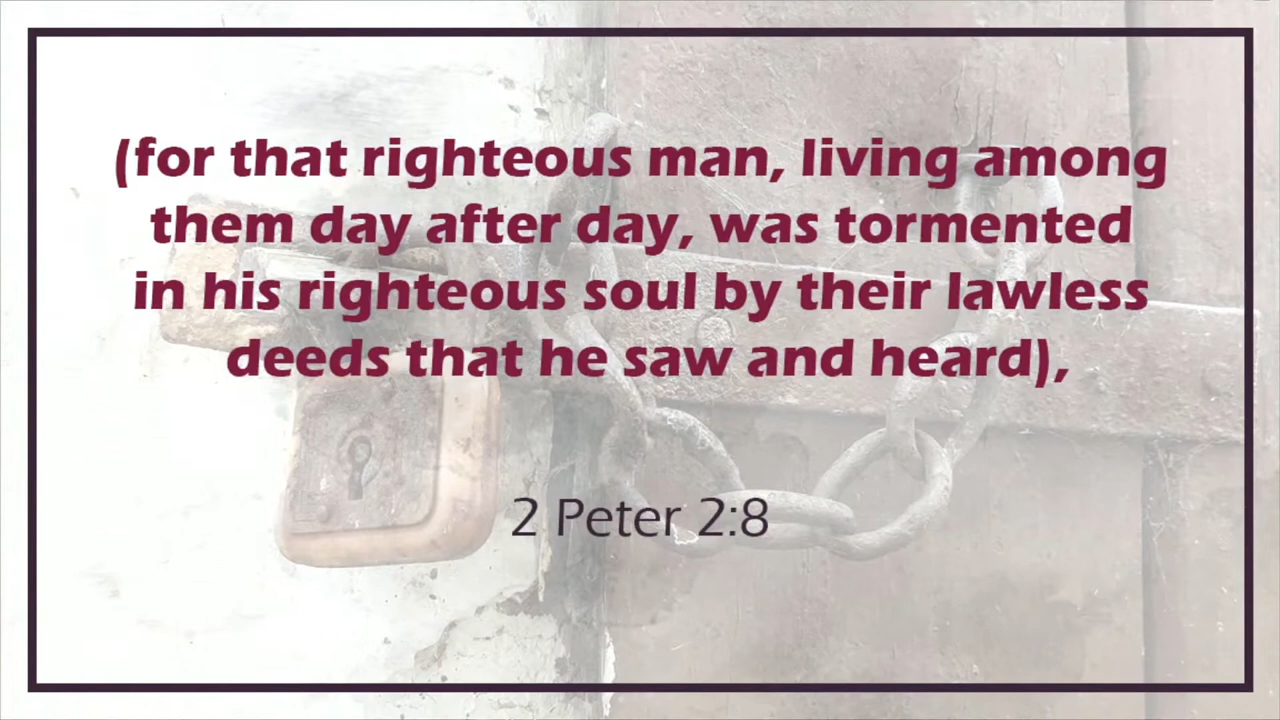 (for that righteous man, living among
them day after day, was tormented
in his righteous soul by their lawless
deeds that he saw and heard),
2 Peter 2:8